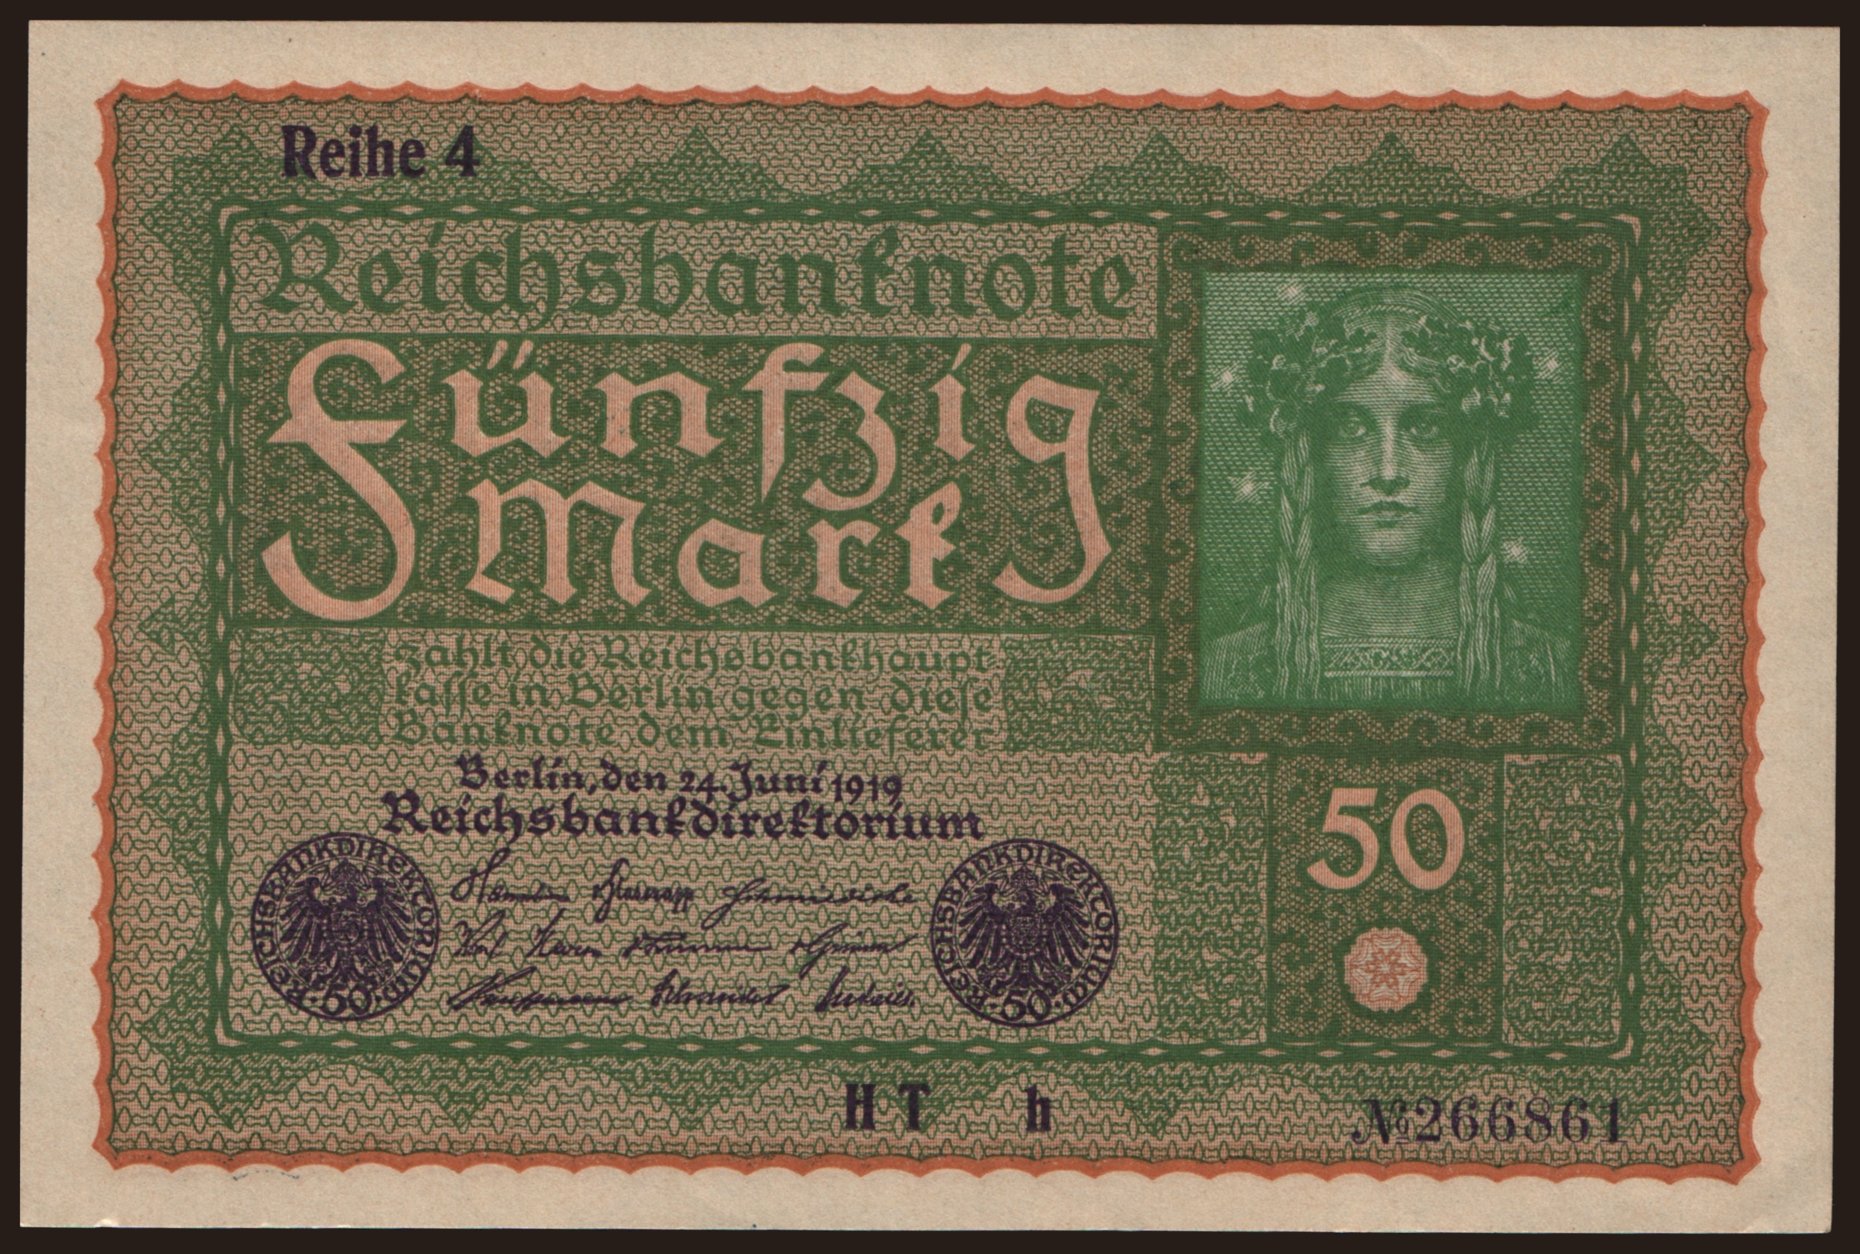 Reihe 4
Reichsbanknote
Fünfzig
Mark
zahlt die Reichsbankhaupt
kasse in Berlin gegen diese
Banknote dem Einlieferer
Berlin, den 24. Juni 1919
Reichsbankdirektorium
REICHSBANKDIREKTORIUM
·50·
REICHSBANKDIREKTORIUM
·50·
50
H T h
№266861